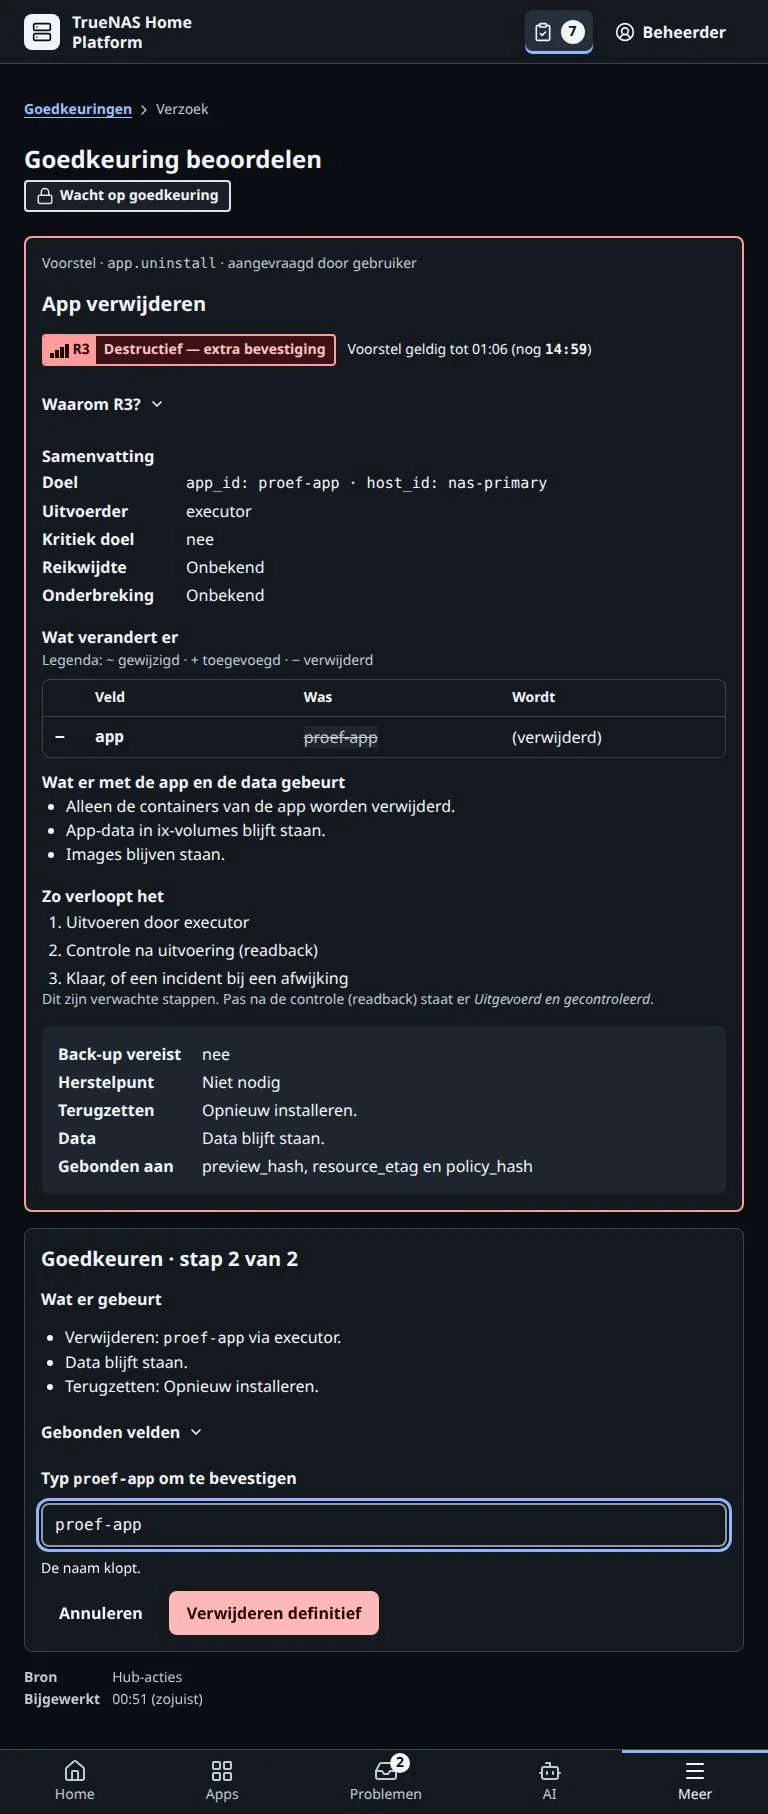 TrueNAS Home
Platform
7
Beheerder
Goedkeuringen > Verzoek
Goedkeuring beoordelen
Wacht op goedkeuring
Voorstel · app.uninstall · aangevraagd door gebruiker
App verwijderen
R3 Destructief — extra bevestiging Voorstel geldig tot 01:06 (nog 14:59)
Waarom R3?
Samenvatting
Doel app_id: proef-app · host_id: nas-primary
Uitvoerder executor
Kritiek doel nee
Reikwijdte Onbekend
Onderbreking Onbekend
Wat verandert er
Legenda: ~ gewijzigd · + toegevoegd · − verwijderd
Veld Was Wordt
− app proef-app (verwijderd)
Wat er met de app en de data gebeurt
• Alleen de containers van de app worden verwijderd.
• App-data in ix-volumes blijft staan.
• Images blijven staan.
Zo verloopt het
1. Uitvoeren door executor
2. Controle na uitvoering (readback)
3. Klaar, of een incident bij een afwijking
Dit zijn verwachte stappen. Pas na de controle (readback) staat er Uitgevoerd en gecontroleerd.
Back-up vereist nee
Herstelpunt Niet nodig
Terugzetten Opnieuw installeren.
Data Data blijft staan.
Gebonden aan preview_hash, resource_etag en policy_hash
Goedkeuren · stap 2 van 2
Wat er gebeurt
• Verwijderen: proef-app via executor.
• Data blijft staan.
• Terugzetten: Opnieuw installeren.
Gebonden velden
Typ proef-app om te bevestigen
proef-app
De naam klopt.
Annuleren Verwijderen definitief
Bron Hub-acties
Bijgewerkt 00:51 (zojuist)
2
Home Apps Problemen AI Meer